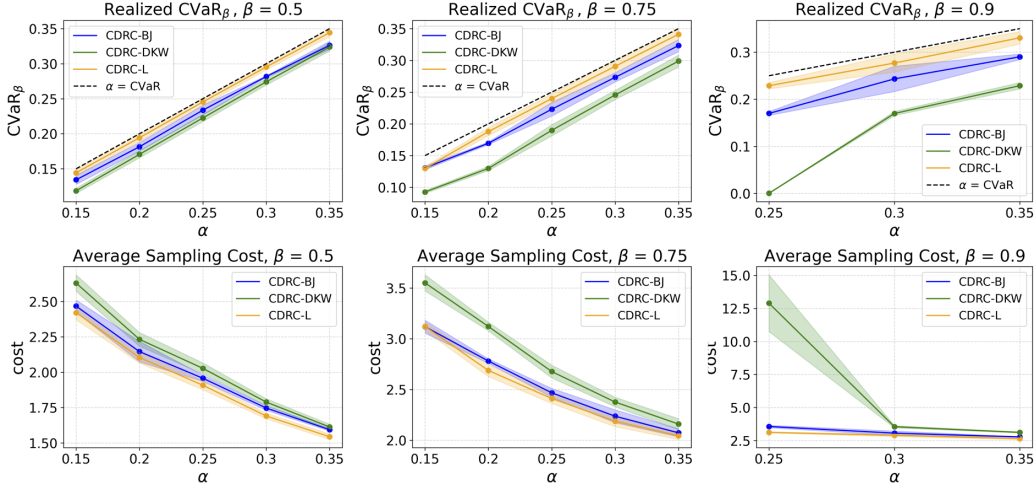 Realized CVaRβ, β = 0.5
CVaRβ
0.35
0.30
0.25
0.20
0.15
CDRC-BJ
CDRC-DKW
CDRC-L
α = CVaR
0.15 0.2 0.25 0.3 0.35
α
Realized CVaRβ, β = 0.75
CVaRβ
0.35
0.30
0.25
0.20
0.15
0.10
CDRC-BJ
CDRC-DKW
CDRC-L
α = CVaR
0.15 0.2 0.25 0.3 0.35
α
Realized CVaRβ, β = 0.9
CVaRβ
0.3
0.2
0.1
0.0
CDRC-BJ
CDRC-DKW
CDRC-L
α = CVaR
0.25 0.3 0.35
α
Average Sampling Cost, β = 0.5
cost
2.50
2.25
2.00
1.75
1.50
CDRC-BJ
CDRC-DKW
CDRC-L
0.15 0.2 0.25 0.3 0.35
α
Average Sampling Cost, β = 0.75
cost
3.5
3.0
2.5
2.0
CDRC-BJ
CDRC-DKW
CDRC-L
0.15 0.2 0.25 0.3 0.35
α
Average Sampling Cost, β = 0.9
cost
15.0
12.5
10.0
7.5
5.0
2.5
CDRC-BJ
CDRC-DKW
CDRC-L
0.25 0.3 0.35
α